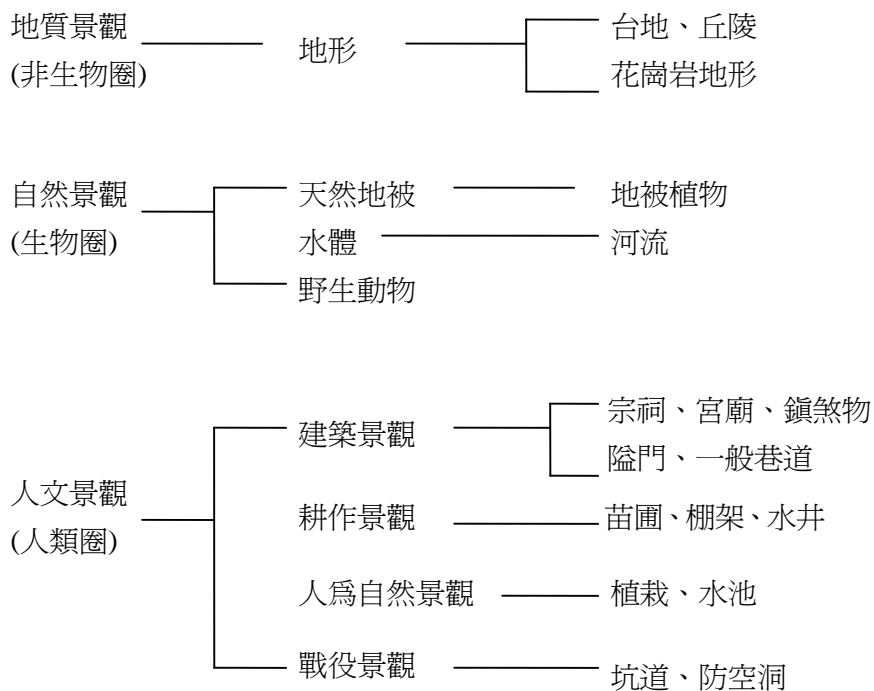 地質景觀
(非生物圈)
地形
台地、丘陵
花崗岩地形
自然景觀
(生物圈)
天然地被
地被植物
水體
河流
野生動物
人文景觀
(人類圈)
建築景觀
宗祠、宮廟、鎮煞物
隘門、一般巷道
耕作景觀
苗圃、棚架、水井
人為自然景觀
植栽、水池
戰役景觀
坑道、防空洞